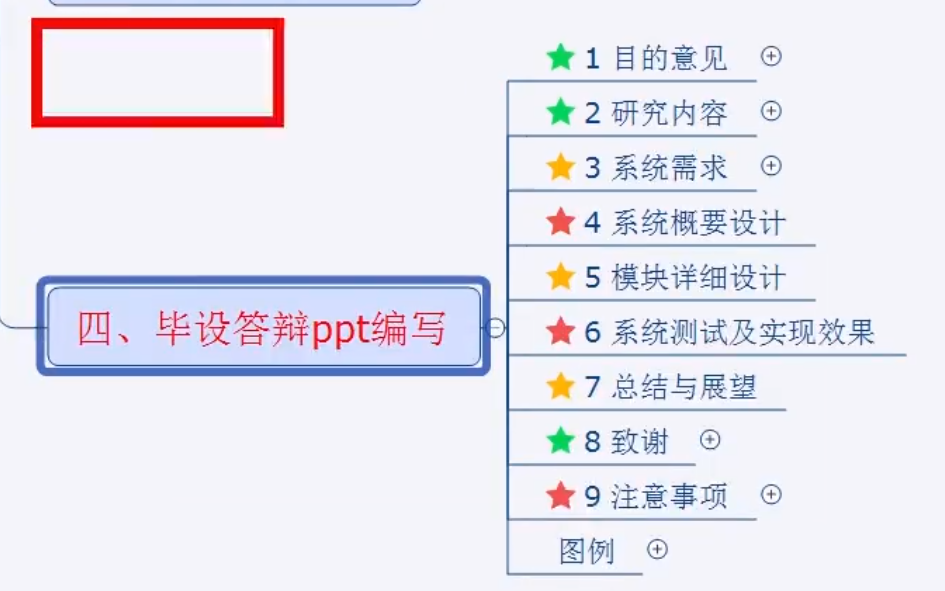 1 目的意见
2 研究内容
3 系统需求
4 系统概要设计
5 模块详细设计
四、毕设答辩ppt编写
6 系统测试及实现效果
7 总结与展望
8 致谢
9 注意事项
图例